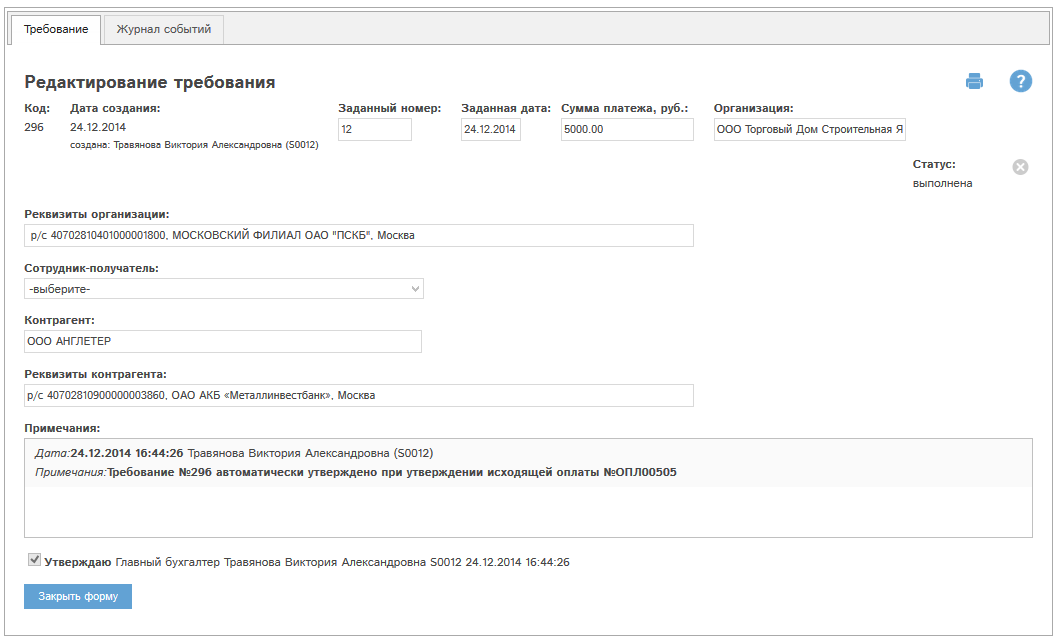 Требование Журнал событий
Редактирование требования
?
Код: Дата создания: Заданный номер: Заданная дата: Сумма платежа, руб.: Организация:
296 24.12.2014 12 24.12.2014 5000.00 ООО Торговый Дом Строительная Я
создана: Травянова Виктория Александровна (S0012)
Статус:
выполнена
Реквизиты организации:
р/с 40702810401000001800, МОСКОВСКИЙ ФИЛИАЛ ОАО "ПСКБ", Москва
Сотрудник-получатель:
-выберите-
Контрагент:
ООО АНГЛЕТЕР
Реквизиты контрагента:
р/с 40702810900000003860, ОАО АКБ «Металлинвестбанк», Москва
Примечания:
Дата:24.12.2014 16:44:26 Травянова Виктория Александровна (S0012)
Примечания:Требование №296 автоматически утверждено при утверждении исходящей оплаты №ОПЛ00505
Утверждаю Главный бухгалтер Травянова Виктория Александровна S0012 24.12.2014 16:44:26
Закрыть форму